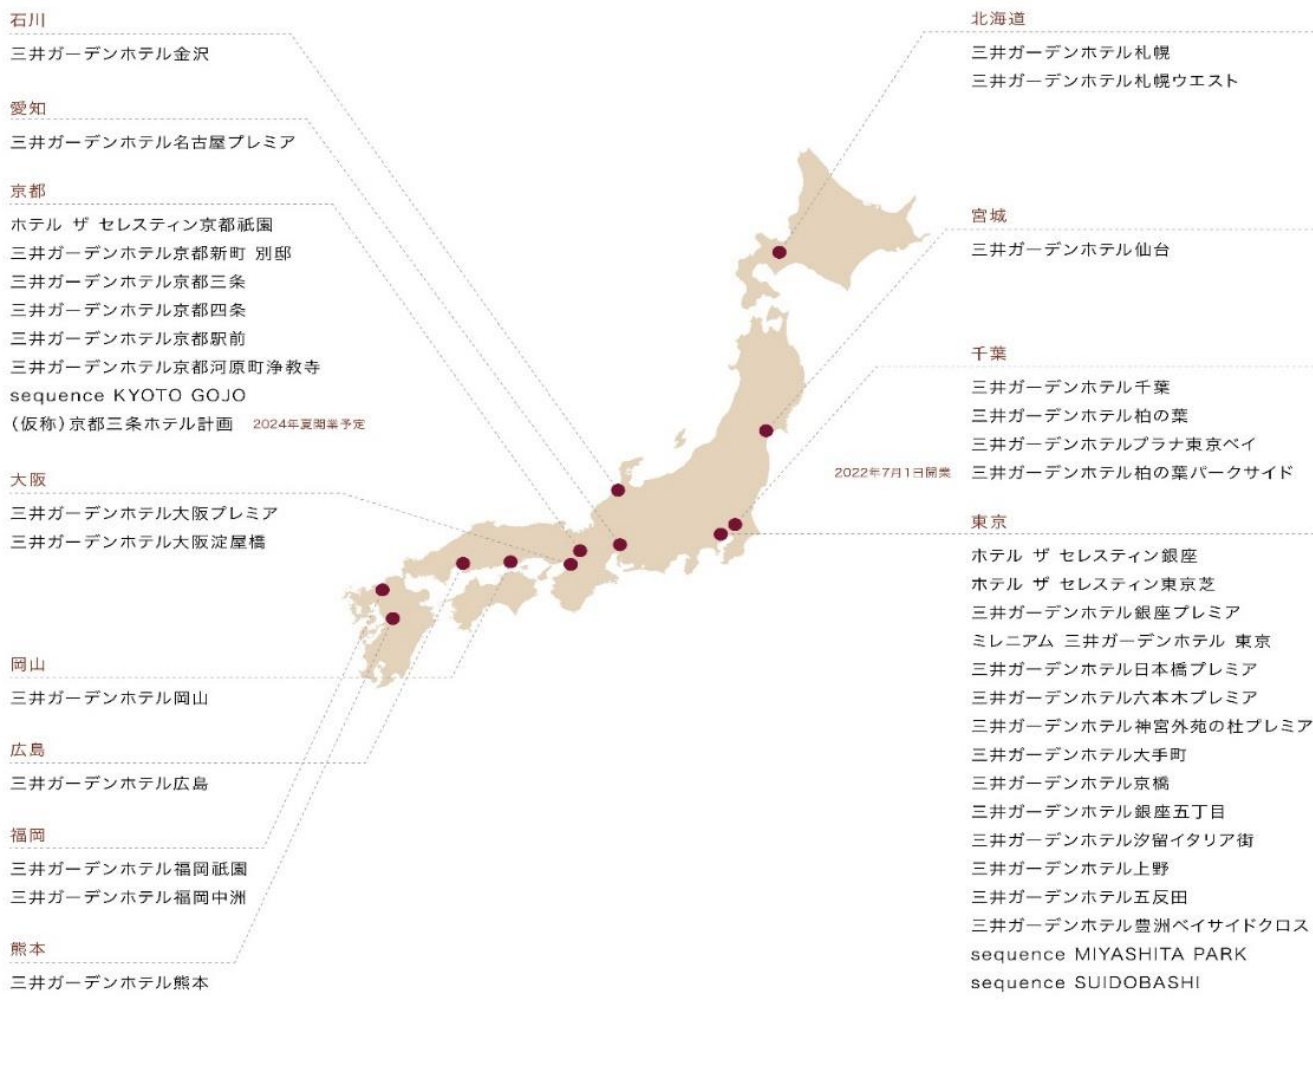 石川
三井ガーデンホテル金沢
愛知
三井ガーデンホテル名古屋プレミア
京都
ホテル ザ セレスティン京都祇園
三井ガーデンホテル京都新町 別邸
三井ガーデンホテル京都三条
三井ガーデンホテル京都四条
三井ガーデンホテル京都駅前
三井ガーデンホテル京都河原町浄教寺
sequence KYOTO GOJO
(仮称)京都三条ホテル計画 2024年夏開業予定
大阪
三井ガーデンホテル大阪プレミア
三井ガーデンホテル大阪淀屋橋
岡山
三井ガーデンホテル岡山
広島
三井ガーデンホテル広島
福岡
三井ガーデンホテル福岡祇園
三井ガーデンホテル福岡中洲
熊本
三井ガーデンホテル熊本
北海道
三井ガーデンホテル札幌
三井ガーデンホテル札幌ウエスト
宮城
三井ガーデンホテル仙台
千葉
三井ガーデンホテル千葉
三井ガーデンホテル柏の葉
三井ガーデンホテルプラナ東京ベイ
2022年7月1日開業 三井ガーデンホテル柏の葉パークサイド
東京
ホテル ザ セレスティン銀座
ホテル ザ セレスティン東京芝
三井ガーデンホテル銀座プレミア
ミレニアム 三井ガーデンホテル 東京
三井ガーデンホテル日本橋プレミア
三井ガーデンホテル六本木プレミア
三井ガーデンホテル神宮外苑の杜プレミア
三井ガーデンホテル大手町
三井ガーデンホテル京橋
三井ガーデンホテル銀座五丁目
三井ガーデンホテル汐留イタリア街
三井ガーデンホテル上野
三井ガーデンホテル五反田
三井ガーデンホテル豊洲ベイサイドクロス
sequence MIYASHITA PARK
sequence SUIDOBASHI